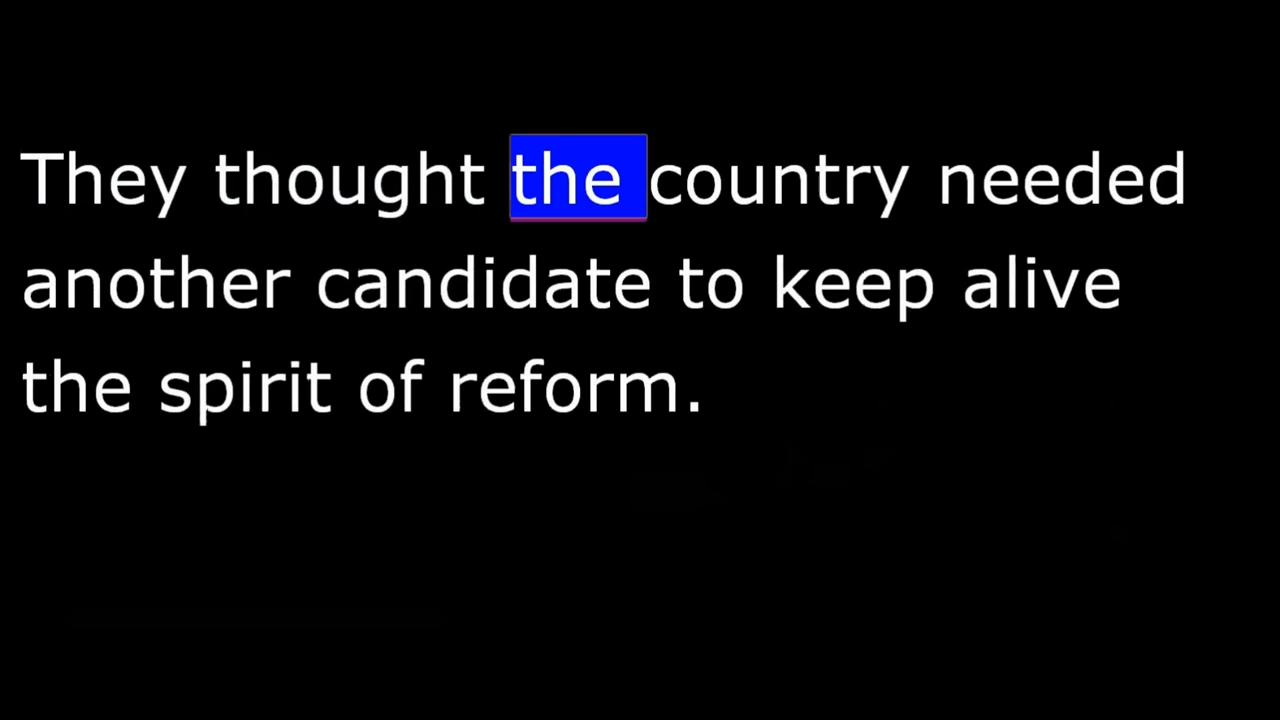 They thought the country needed
another candidate to keep alive
the spirit of reform.